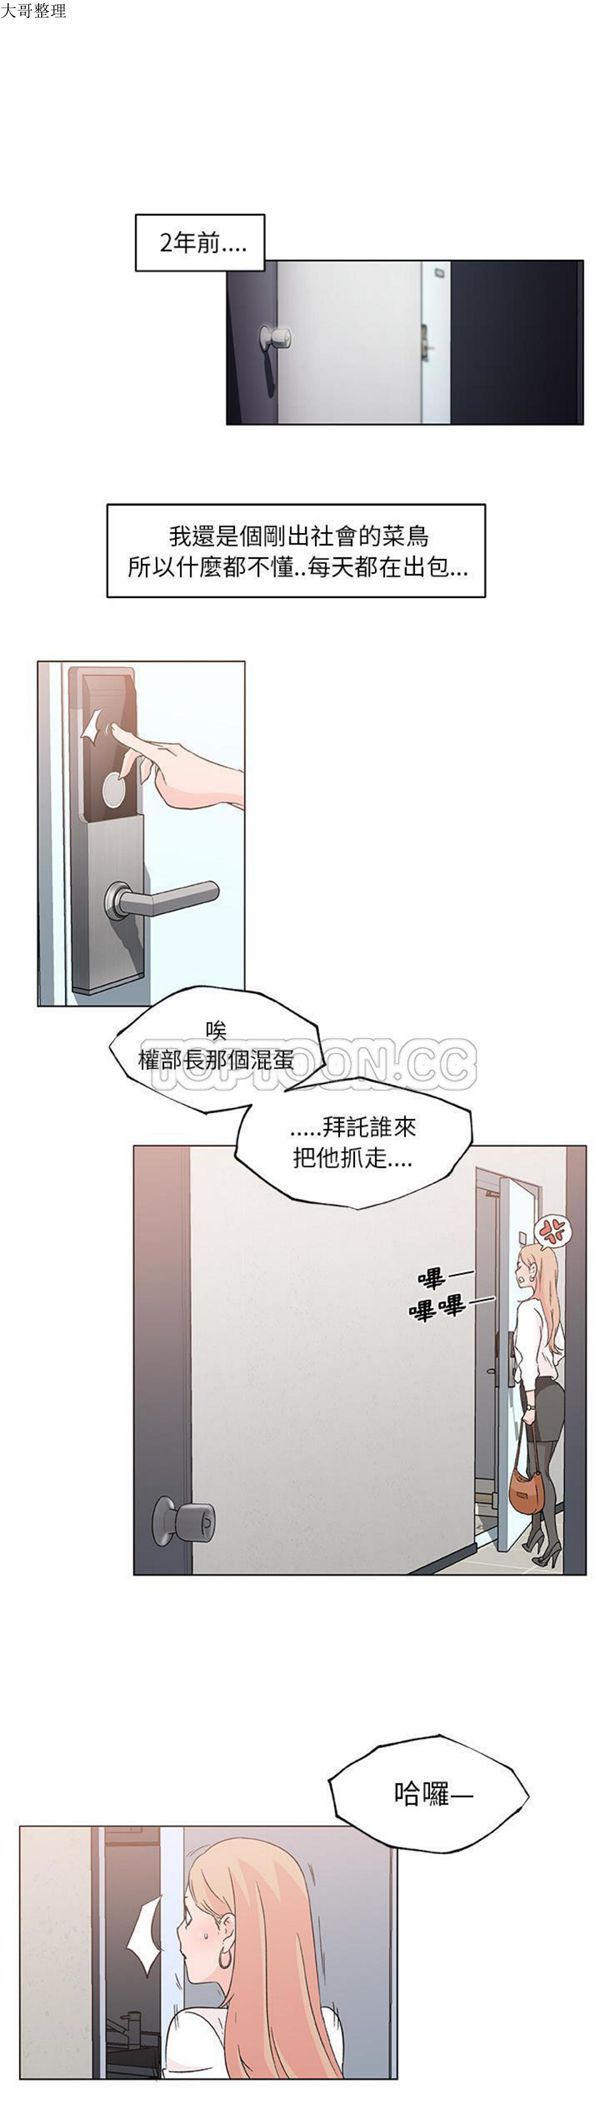 大哥整理
2年前....
我還是個剛出社會的菜鳥
所以什麼都不懂..每天都在出包...
唉
權部長那個混蛋
TOPTOON.CC
.....拜託誰來
把他抓走....
嗶—
嗶嗶—
哈囉—